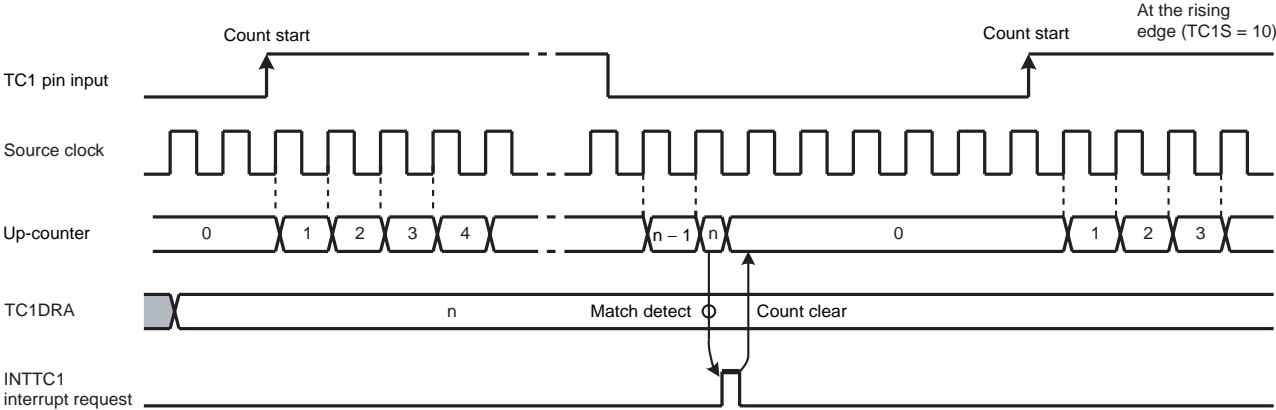 At the rising
edge (TC1S = 10)
Count start
Count start
TC1 pin input
Source clock
Up-counter
0
1
2
3
4
n – 1
n
0
1
2
3
TC1DRA
n
Match detect
Count clear
INTTC1
interrupt request